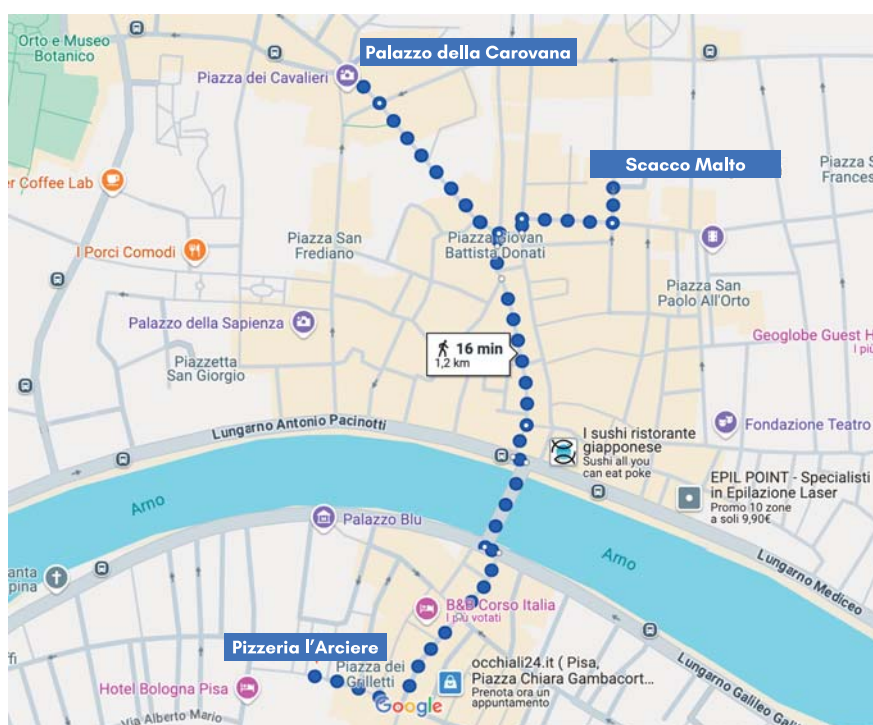 Orto e Museo
Botanico
Palazzo della Carovana
Piazza dei Cavalieri
Scacco Malto
Piazza S
Frances
er Coffee Lab
I Porci Comodi
Piazza San
Frediano
Piazza Giovan
Battista Donati
Piazza San
Paolo All'Orto
Palazzo della Sapienza
16 min
1,2 km
Geoglobe Guest H
I più
Piazzetta
San Giorgio
Lungarno Antonio Pacinotti
I sushi ristorante
giapponese
Sushi all you
can eat poke
Fondazione Teatro
EPIL POINT - Specialisti
in Epilazione Laser
Promo 10 zone
a soli 9,90€
Arno
Palazzo Blu
Arno
Lungarno Mediceo
anta
pina
B&B Corso Italia
I più votati
Pizzeria l'Arciere
Piazza dei
Grilletti
occhiali24.it ( Pisa,
Piazza Chiara Gambacort...
Prenota ora un
appuntamento
Lungarno Galileo Ga
ffi
Hotel Bologna Pisa
Google
Via Alberto Mario